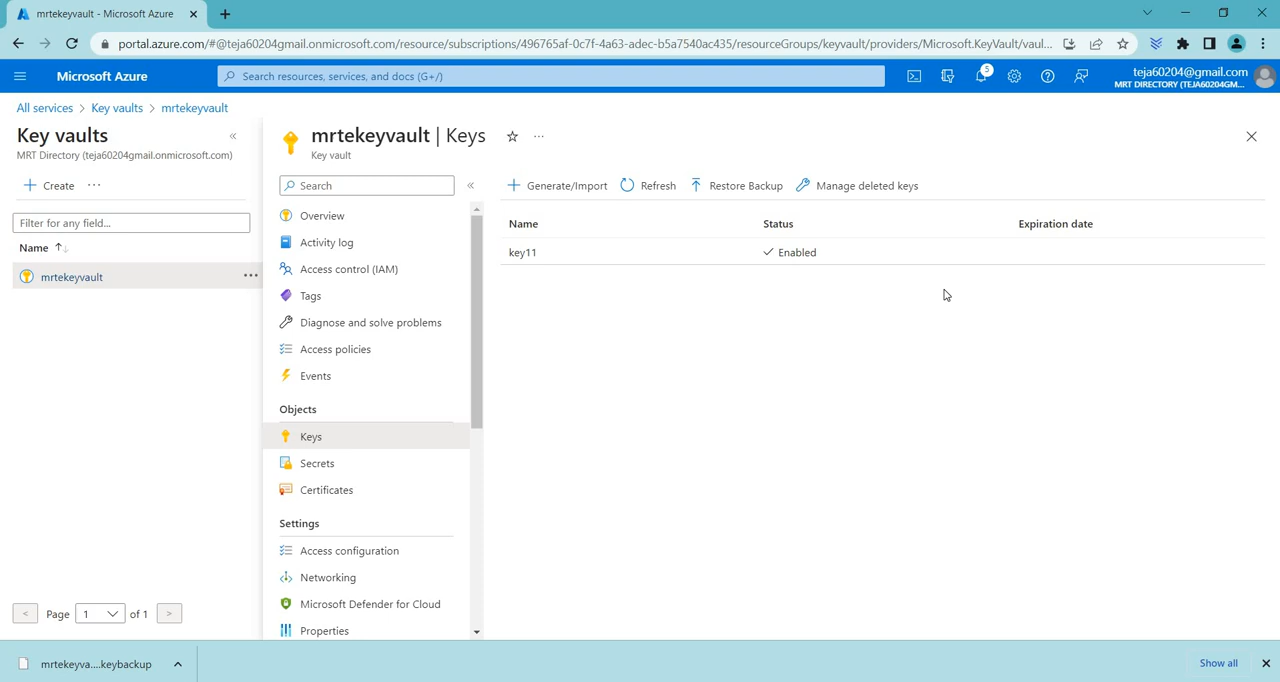 mrtekeyvault - Microsoft Azure
portal.azure.com/#@teja60204gmail.onmicrosoft.com/resource/subscriptions/496765af-0c7f-4a63-adec-b5a7540ac435/resourceGroups/keyvault/providers/Microsoft.KeyVault/vaul...
Microsoft Azure
Search resources, services, and docs (G+/)
5
teja60204@gmail.com
MRT DIRECTORY (TEJA60204GM...
All services > Key vaults > mrtekeyvault
Key vaults
MRT Directory (teja60204gmail.onmicrosoft.com)
Create
Filter for any field...
Name
mrtekeyvault
Page 1 of 1
mrtekeyvault | Keys
Key vault
Search
Overview
Activity log
Access control (IAM)
Tags
Diagnose and solve problems
Access policies
Events
Objects
Keys
Secrets
Certificates
Settings
Access configuration
Networking
Microsoft Defender for Cloud
Properties
Generate/Import Refresh Restore Backup Manage deleted keys
Name Status Expiration date
key11 Enabled
mrtekeyva....keybackup
Show all